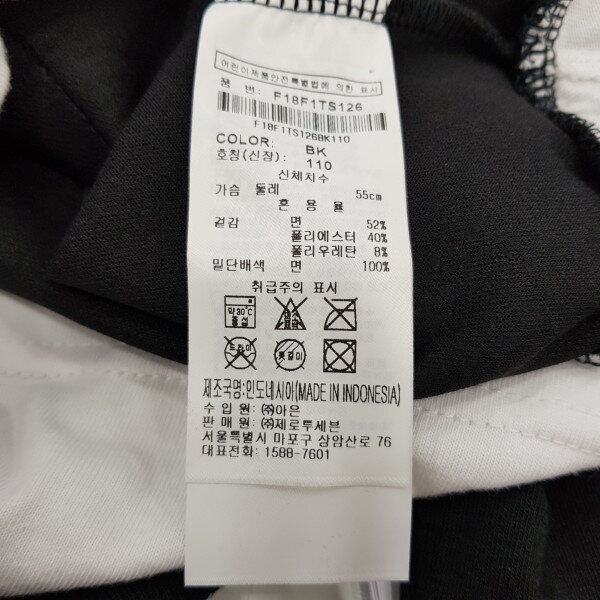 어린이제품안전특별법에 의한 표시
품 번: F18F1TS126
F18F1TS126BK110
COLOR: BK
호칭(신장): 110
신체치수
가슴 둘레 55cm
혼 용 율
겉감 면 52%
폴리에스터 40%
폴리우레탄 8%
밑단배색 면 100%
취급주의 표시
약30℃
중성
드라이
옷걸이
제조국명:인도네시아(MADE IN INDONESIA)
수 입 원: ㈜아은
판 매 원: ㈜제로투세븐
서울특별시 마포구 상암산로 76
대표전화: 1588-7601